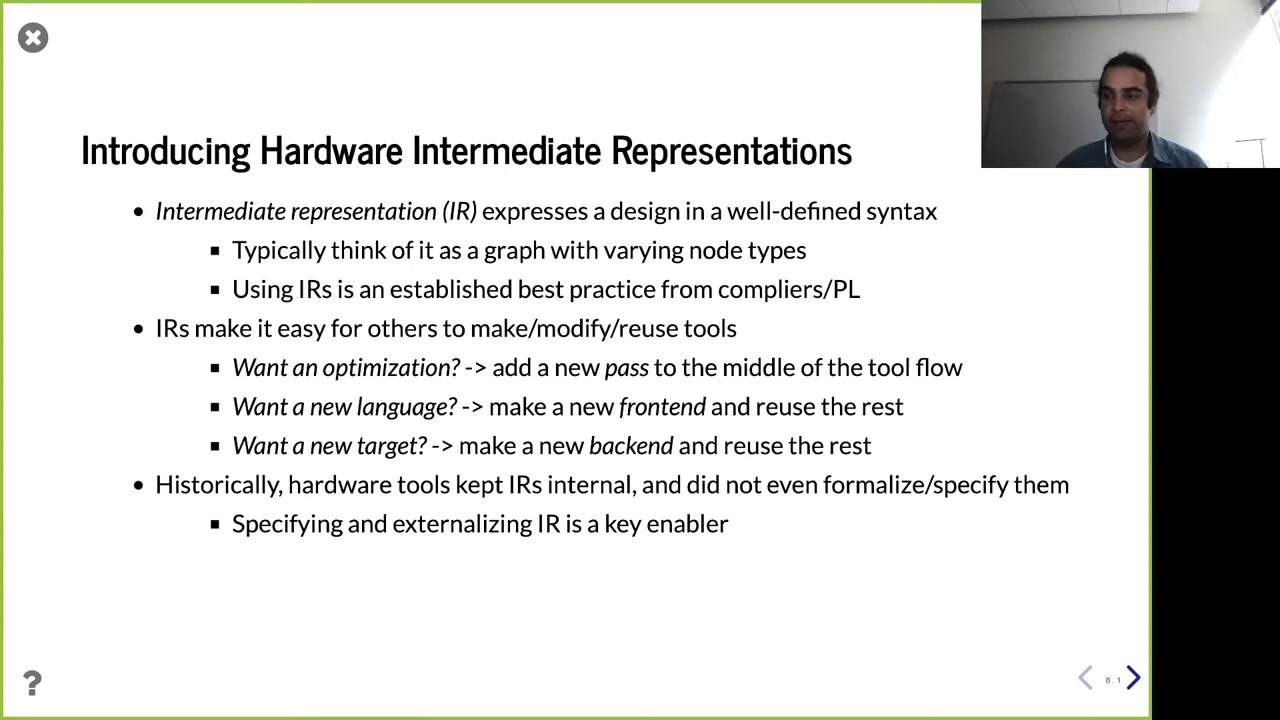 Introducing Hardware Intermediate Representations
• Intermediate representation (IR) expresses a design in a well-defined syntax
▪ Typically think of it as a graph with varying node types
▪ Using IRs is an established best practice from compliers/PL
• IRs make it easy for others to make/modify/reuse tools
▪ Want an optimization? -> add a new pass to the middle of the tool flow
▪ Want a new language? -> make a new frontend and reuse the rest
▪ Want a new target? -> make a new backend and reuse the rest
• Historically, hardware tools kept IRs internal, and did not even formalize/specify them
▪ Specifying and externalizing IR is a key enabler
?
8.1